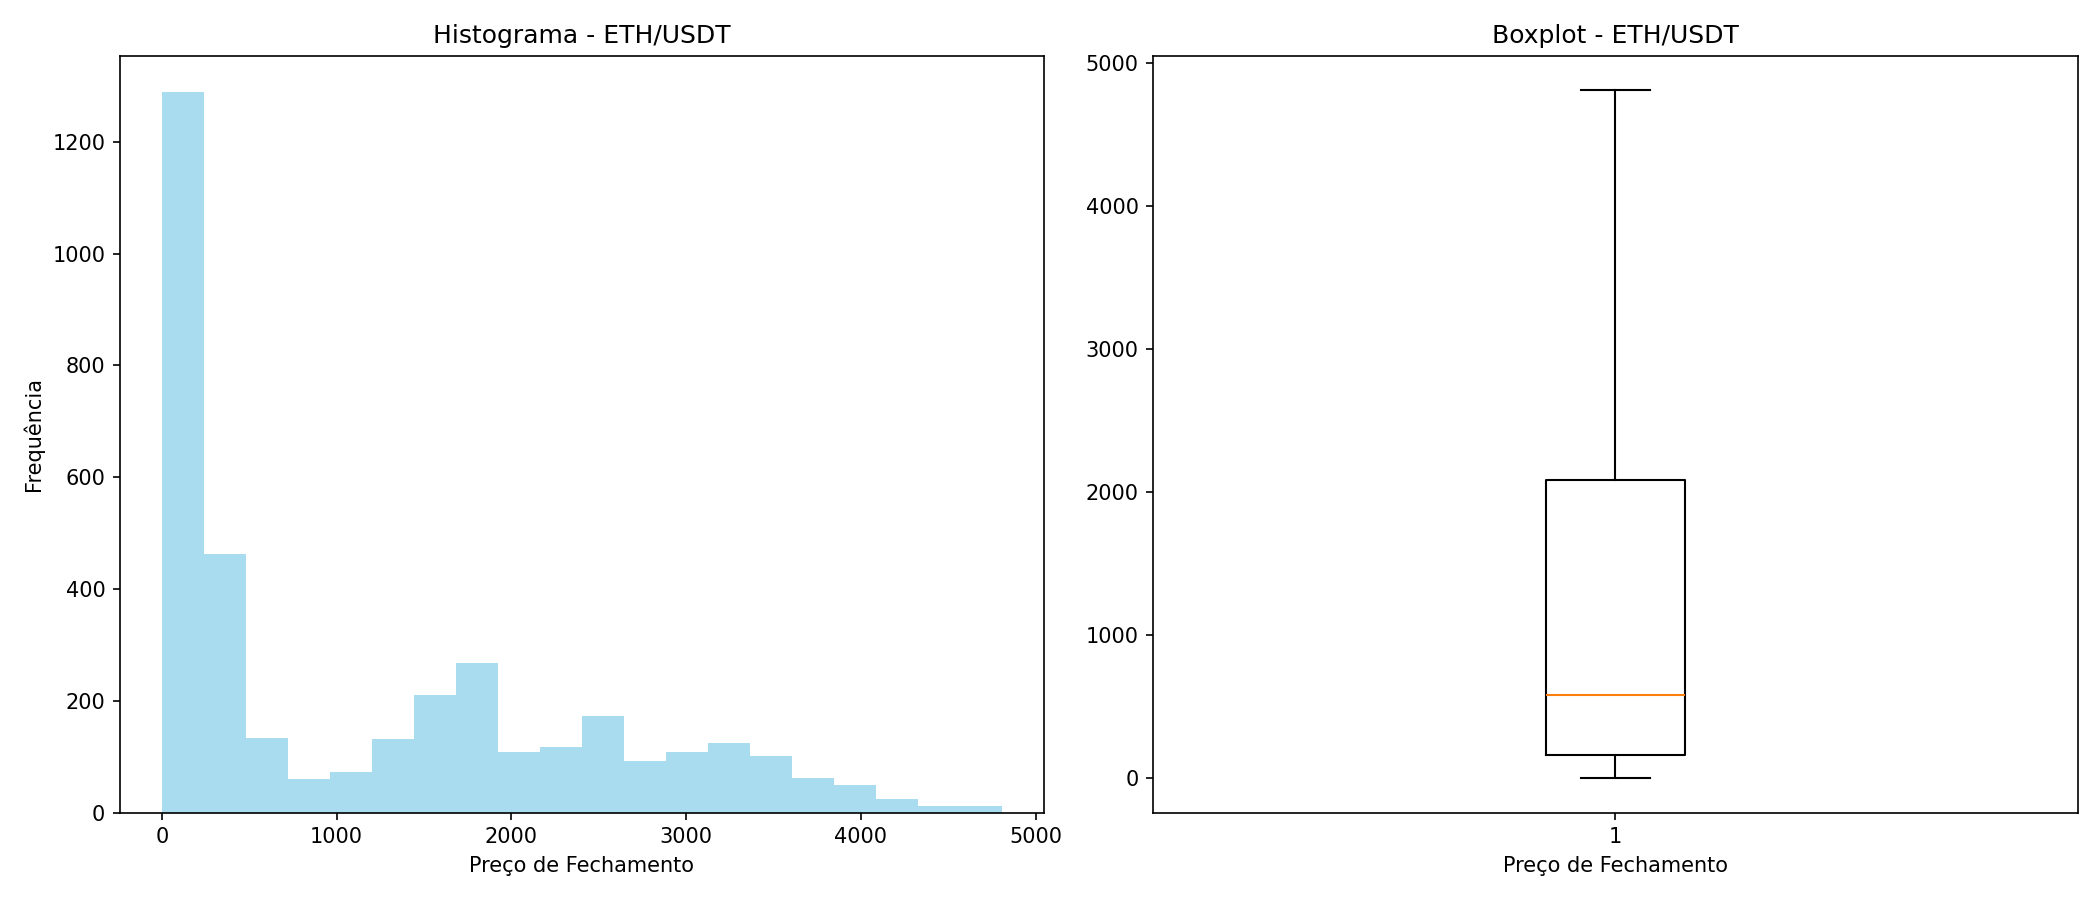 Histograma - ETH/USDT
Frequência
1200
1000
800
600
400
200
0
0 1000 2000 3000 4000 5000
Preço de Fechamento
Boxplot - ETH/USDT
5000
4000
3000
2000
1000
0
1
Preço de Fechamento